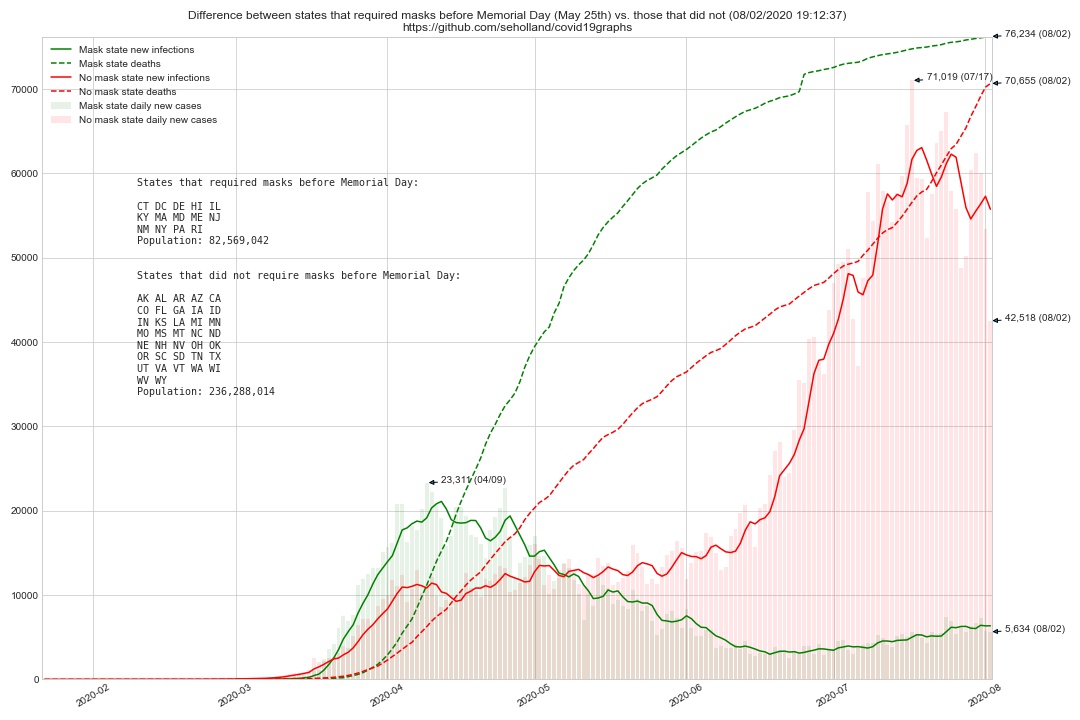 Difference between states that required masks before Memorial Day (May 25th) vs. those that did not (08/02/2020 19:12:37)
https://github.com/seholland/covid19graphs
Mask state new infections
Mask state deaths
No mask state new infections
No mask state deaths
Mask state daily new cases
No mask state daily new cases
76,234 (08/02)
71,019 (07/17)
70,655 (08/02)
States that required masks before Memorial Day:
CT DC DE HI IL
KY MA MD ME NJ
NM NY PA RI
Population: 82,569,042
States that did not require masks before Memorial Day:
AK AL AR AZ CA
CO FL GA IA ID
IN KS LA MI MN
MO MS MT NC ND
NE NH NV OH OK
OR SC SD TN TX
UT VA VT WA WI
WV WY
Population: 236,288,014
42,518 (08/02)
23,311 (04/09)
5,634 (08/02)
70000
60000
50000
40000
30000
20000
10000
0
2020-02
2020-03
2020-04
2020-05
2020-06
2020-07
2020-08